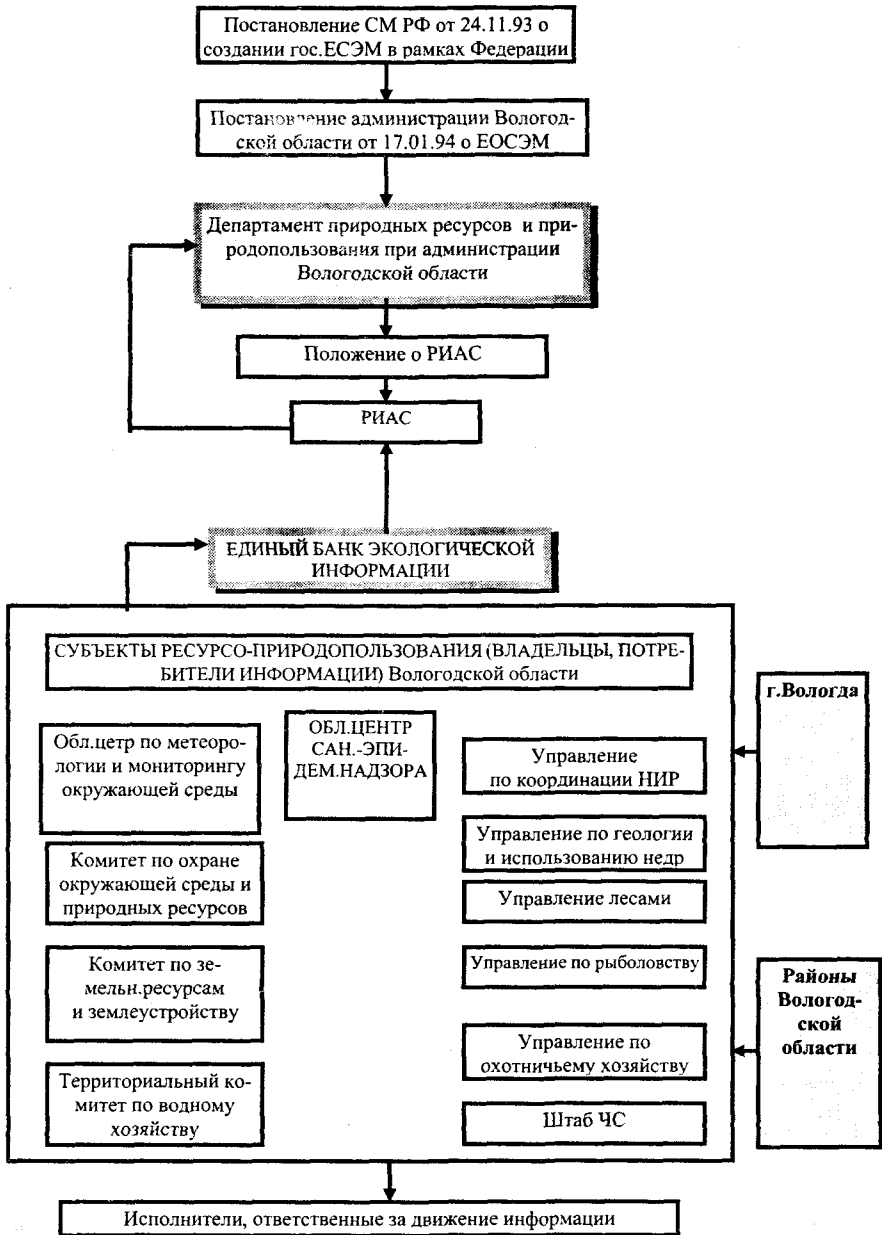 Постановление СМ РФ от 24.11.93 о
создании гос.ЕСЭМ в рамках Федерации
Постановление администрации Вологод-
ской области от 17.01.94 о ЕОСЭМ
Департамент природных ресурсов и при-
родопользования при администрации
Вологодской области
Положение о РИАС
РИАС
ЕДИНЫЙ БАНК ЭКОЛОГИЧЕСКОЙ
ИНФОРМАЦИИ
СУБЪЕКТЫ РЕСУРСО-ПРИРОДОПОЛЬЗОВАНИЯ (ВЛАДЕЛЬЦЫ, ПОТРЕ-
БИТЕЛИ ИНФОРМАЦИИ) Вологодской области
Обл.цетр по метеоро-
логии и мониторингу
окружающей среды
Комитет по охране
окружающей среды и
природных ресурсов
Комитет по зе-
мельн.ресурсам
и землеустройству
Территориальный ко-
митет по водному
хозяйству
ОБЛ.ЦЕНТР
САН.-ЭПИ-
ДЕМ.НАДЗОРА
Управление
по координации НИР
Управление по геологии
и использованию недр
Управление лесами
Управление по рыболовству
Управление по
охотничьему хозяйству
Штаб ЧС
г.Вологда
Районы
Вологод-
ской
области
Исполнители, ответственные за движение информации